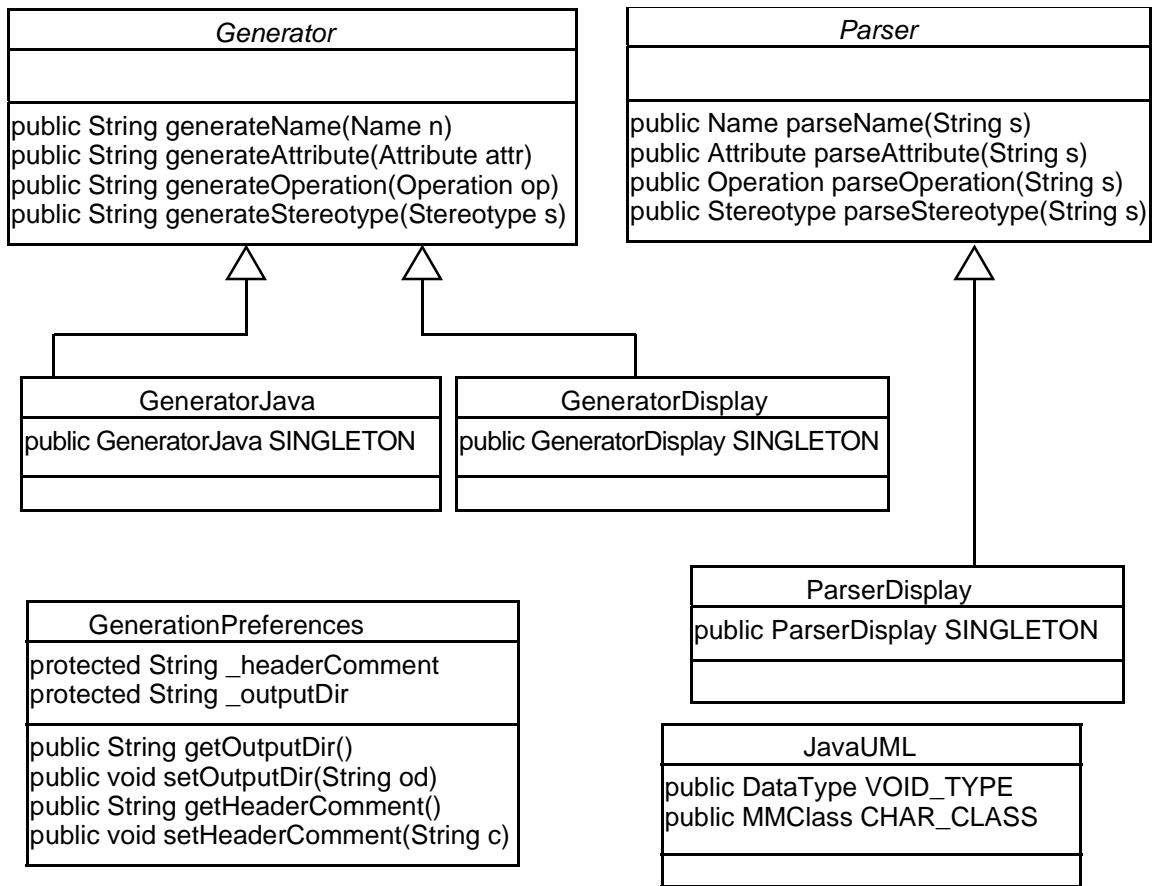 Generator
public String generateName(Name n)
public String generateAttribute(Attribute attr)
public String generateOperation(Operation op)
public String generateStereotype(Stereotype s)
Parser
public Name parseName(String s)
public Attribute parseAttribute(String s)
public Operation parseOperation(String s)
public Stereotype parseStereotype(String s)
GeneratorJava
public GeneratorJava SINGLETON
GeneratorDisplay
public GeneratorDisplay SINGLETON
ParserDisplay
public ParserDisplay SINGLETON
GenerationPreferences
protected String _headerComment
protected String _outputDir
public String getOutputDir()
public void setOutputDir(String od)
public String getHeaderComment()
public void setHeaderComment(String c)
JavaUML
public DataType VOID_TYPE
public MMClass CHAR_CLASS